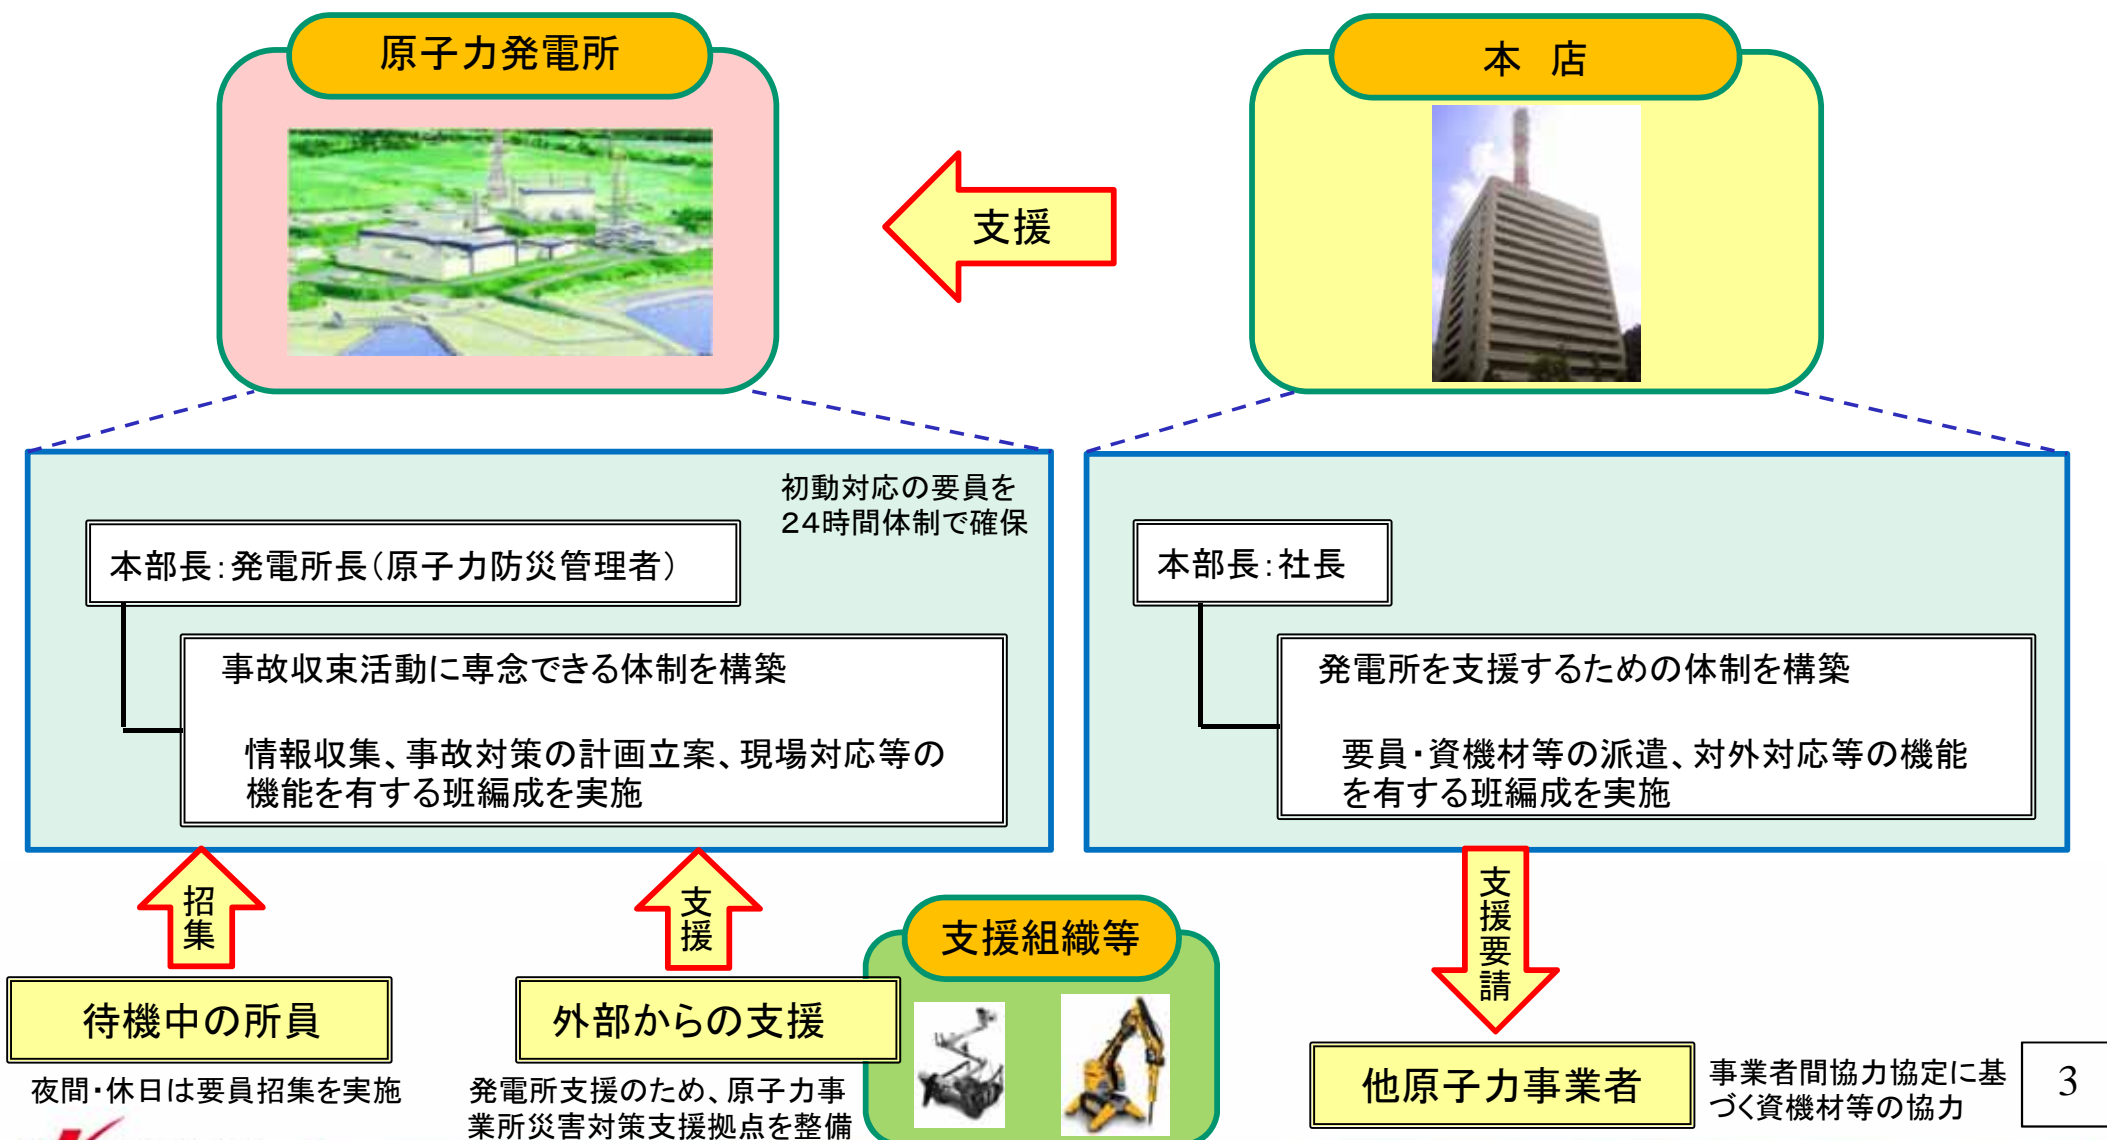 原子力発電所
本　店
支援
初動対応の要員を
２４時間体制で確保
本部長：発電所長（原子力防災管理者）
事故収束活動に専念できる体制を構築
情報収集、事故対策の計画立案、現場対応等の
機能を有する班編成を実施
本部長：社長
発電所を支援するための体制を構築
要員・資機材等の派遣、対外対応等の機能
を有する班編成を実施
招集
支援
支援要請
支援組織等
待機中の所員
夜間・休日は要員招集を実施
外部からの支援
発電所支援のため、原子力事
業所災害対策支援拠点を整備
他原子力事業者
事業者間協力協定に基
づく資機材等の協力
3